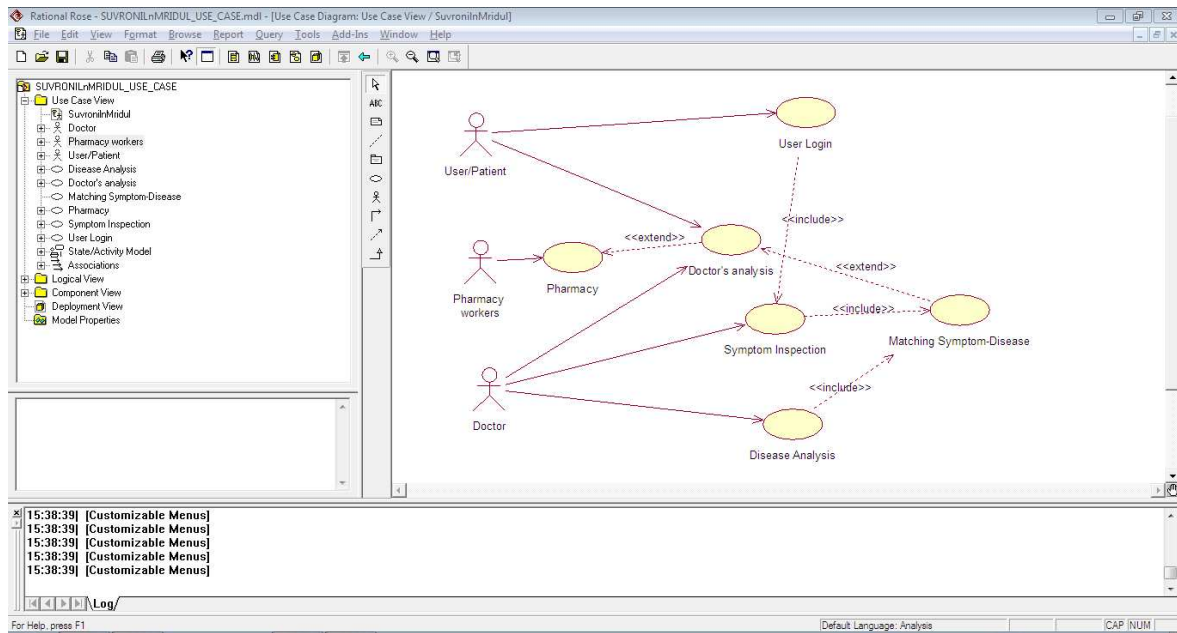 Rational Rose - SUVRONILnMRIDUL_USE_CASE.mdl - [Use Case Diagram: Use Case View / SuvronilnMridul]
File Edit View Format Browse Report Query Tools Add-Ins Window Help
SUVRONILnMRIDUL_USE_CASE
Use Case View
SuvronilnMridul
Doctor
Pharmacy workers
User/Patient
Disease Analysis
Doctor's analysis
Matching Symptom-Disease
Pharmacy
Symptom Inspection
User Login
State/Activity Model
Associations
Logical View
Component View
Deployment View
Model Properties
ABC
User/Patient
User Login
<<include>>
<<extend>>
Doctor's analysis
<<extend>>
Pharmacy
Pharmacy
workers
<<include>>
Symptom Inspection
Matching Symptom-Disease
<<include>>
Doctor
Disease Analysis
15:38:39| [Customizable Menus]
15:38:39| [Customizable Menus]
15:38:39| [Customizable Menus]
15:38:39| [Customizable Menus]
15:38:39| [Customizable Menus]
Log
For Help, press F1
Default Language: Analysis
CAP NUM